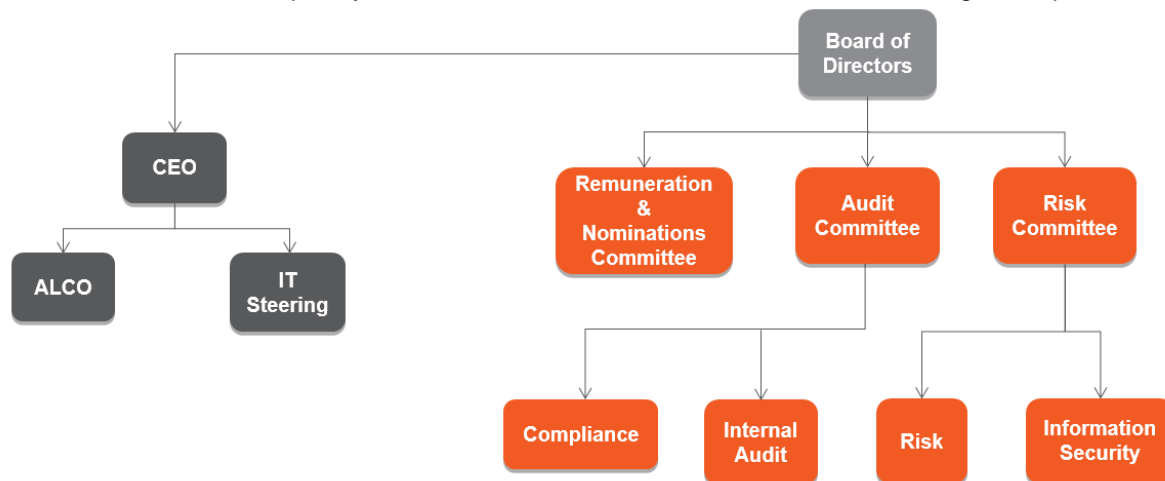 Board of
Directors
CEO
Remuneration
&
Nominations
Committee
Audit
Committee
Risk
Committee
ALCO
IT
Steering
Compliance
Internal
Audit
Risk
Information
Security